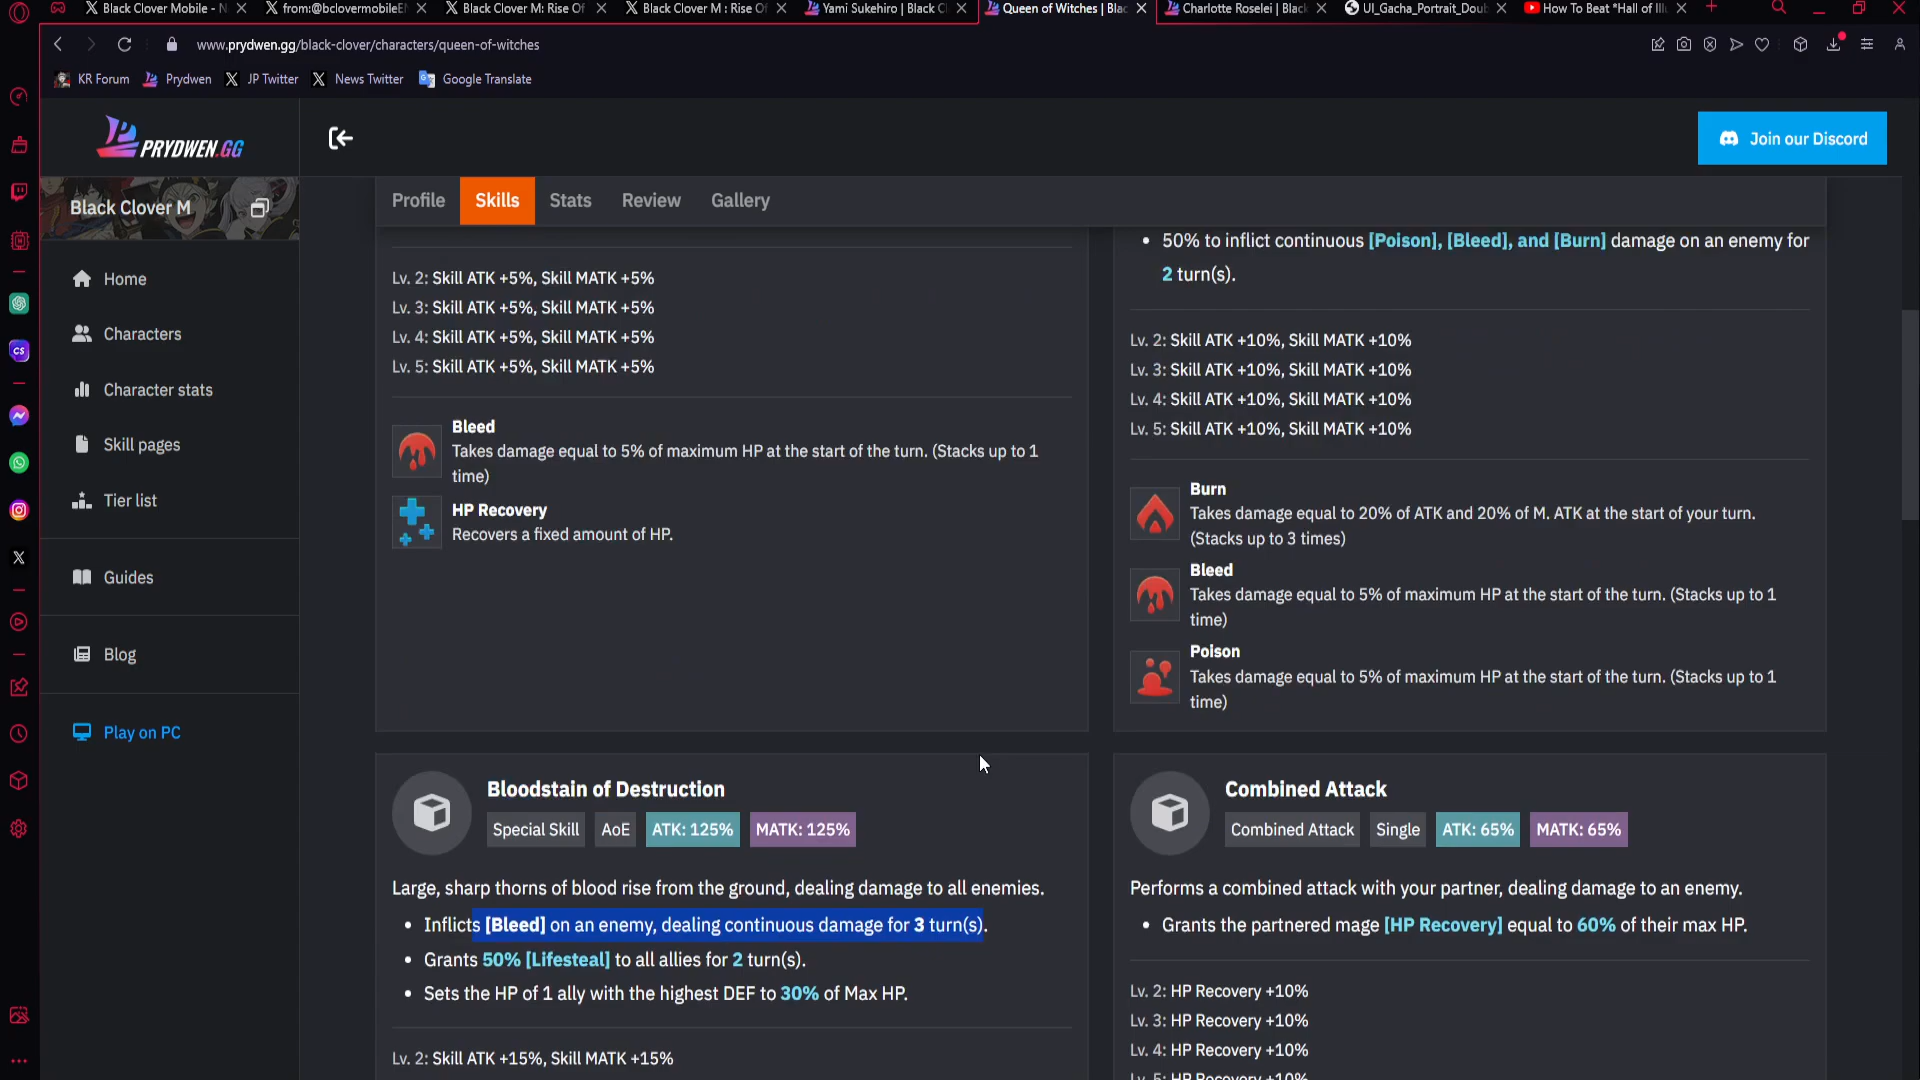 Black Clover Mobile - N
from:@bclovermobileE
Black Clover M: Rise Of
Black Clover M : Rise Of
Yami Sukehiro | Black C
Queen of Witches | Blac
Charlotte Roselei | Black
UI_Gacha_Portrait_Dou
How To Beat *Hall of Ill
www.prydwen.gg/black-clover/characters/queen-of-witches
KR Forum
Prydwen
JP Twitter
News Twitter
Google Translate
PRYDWEN.GG
Join our Discord
Black Clover M
Profile
Skills
Stats
Review
Gallery
Home
Characters
Character stats
Skill pages
Tier list
Guides
Blog
Play on PC
CS
Lv. 2: Skill ATK +5%, Skill MATK +5%
Lv. 3: Skill ATK +5%, Skill MATK +5%
Lv. 4: Skill ATK +5%, Skill MATK +5%
Lv. 5: Skill ATK +5%, Skill MATK +5%
Bleed
Takes damage equal to 5% of maximum HP at the start of the turn. (Stacks up to 1
time)
HP Recovery
Recovers a fixed amount of HP.
• 50% to inflict continuous [Poison], [Bleed], and [Burn] damage on an enemy for
2 turn(s).
Lv. 2: Skill ATK +10%, Skill MATK +10%
Lv. 3: Skill ATK +10%, Skill MATK +10%
Lv. 4: Skill ATK +10%, Skill MATK +10%
Lv. 5: Skill ATK +10%, Skill MATK +10%
Burn
Takes damage equal to 20% of ATK and 20% of M. ATK at the start of your turn.
(Stacks up to 3 times)
Bleed
Takes damage equal to 5% of maximum HP at the start of the turn. (Stacks up to 1
time)
Poison
Takes damage equal to 5% of maximum HP at the start of the turn. (Stacks up to 1
time)
Bloodstain of Destruction
Special Skill AoE ATK: 125% MATK: 125%
Large, sharp thorns of blood rise from the ground, dealing damage to all enemies.
• Inflicts [Bleed] on an enemy, dealing continuous damage for 3 turn(s).
• Grants 50% [Lifesteal] to all allies for 2 turn(s).
• Sets the HP of 1 ally with the highest DEF to 30% of Max HP.
Lv. 2: Skill ATK +15%, Skill MATK +15%
Combined Attack
Combined Attack Single ATK: 65% MATK: 65%
Performs a combined attack with your partner, dealing damage to an enemy.
• Grants the partnered mage [HP Recovery] equal to 60% of their max HP.
Lv. 2: HP Recovery +10%
Lv. 3: HP Recovery +10%
Lv. 4: HP Recovery +10%
Lv. 5: HP Recovery +10%